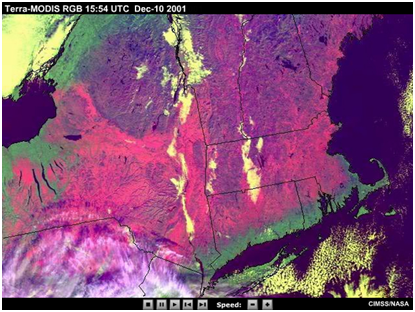 Terra-MODIS RGB 15:54 UTC Dec-10 2001
Speed:
CIMSS/NASA